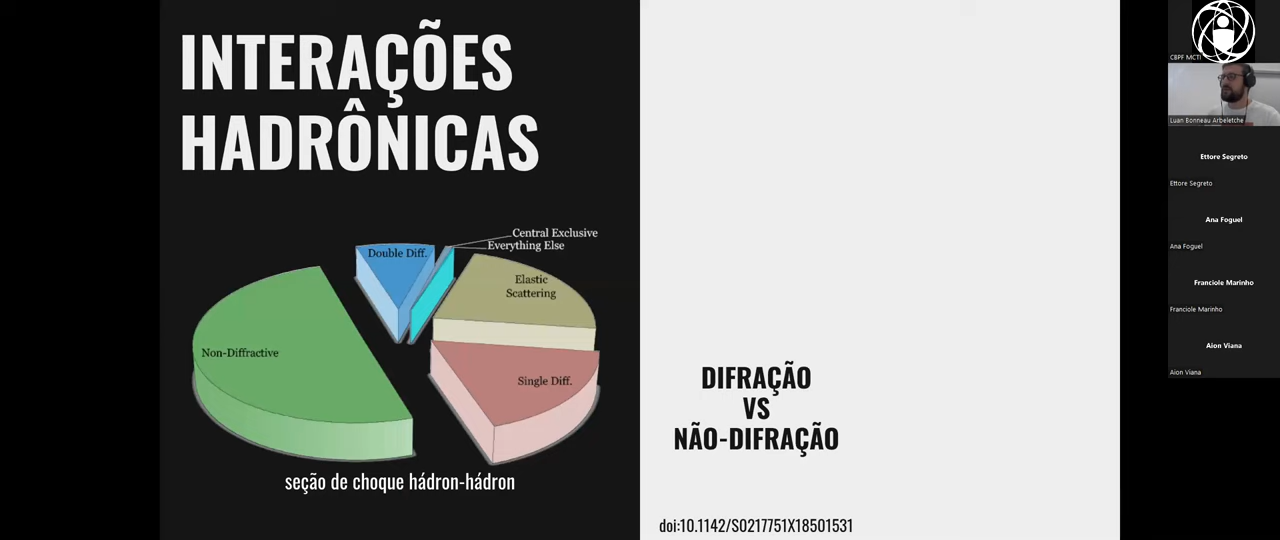 INTERAÇÕES
HADRÔNICAS
Central Exclusive
Everything Else
Double Diff.
Elastic
Scattering
Non-Diffractive
Single Diff.
seção de choque hádron-hádron
DIFRAÇÃO
VS
NÃO-DIFRAÇÃO
doi:10.1142/S0217751X18501531
CBPF MCTI
Luan Bonneau Arbeletche
Ettore Segreto
Ettore Segreto
Ana Foguel
Ana Foguel
Franciole Marinho
Franciole Marinho
Aion Viana
Aion Viana